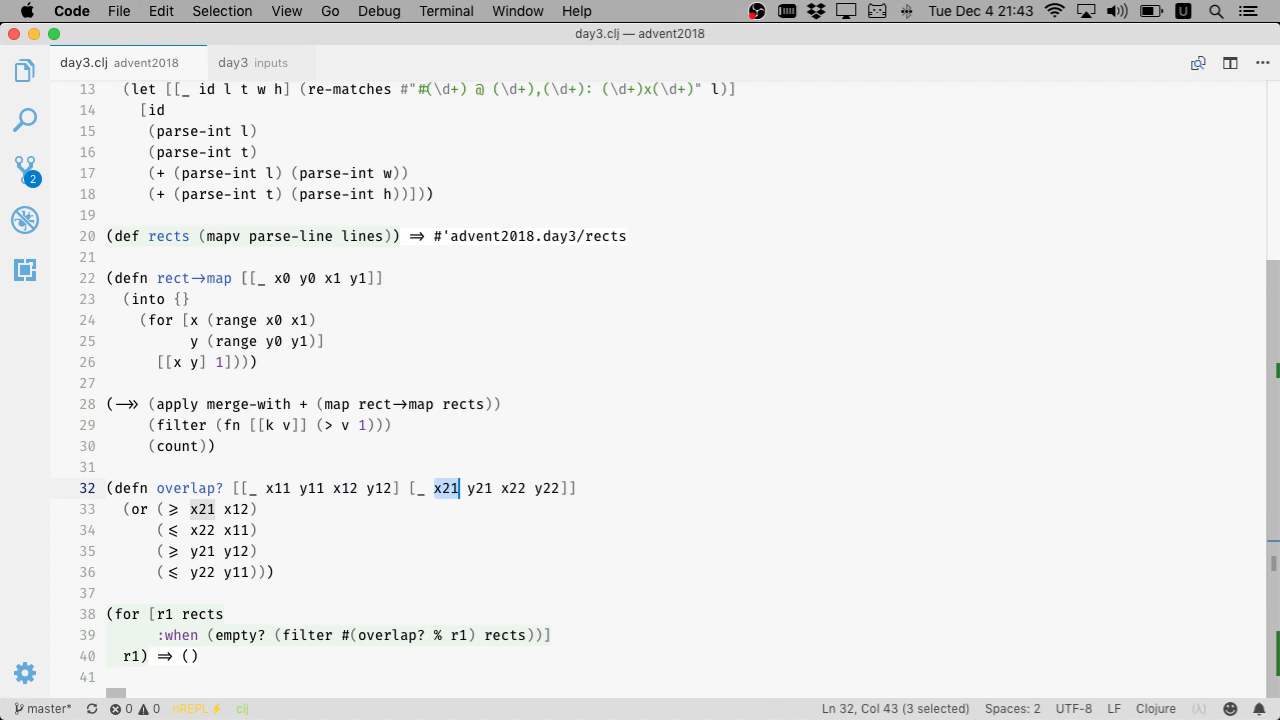 Code File Edit Selection View Go Debug Terminal Window Help Tue Dec 4 21:43 U
day3.clj — advent2018
day3.clj advent2018 day3 inputs
13 (let [[_ id l t w h] (re-matches #"#(\d+) @ (\d+),(\d+): (\d+)x(\d+)" l)]
14 [id
15 (parse-int l)
16 (parse-int t)
17 (+ (parse-int l) (parse-int w))
18 (+ (parse-int t) (parse-int h))]))
19
20 (def rects (mapv parse-line lines)) => #'advent2018.day3/rects
21
22 (defn rect->map [[_ x0 y0 x1 y1]]
23 (into {}
24 (for [x (range x0 x1)
25 y (range y0 y1)]
26 [[x y] 1])))
27
28 (->> (apply merge-with + (map rect->map rects))
29 (filter (fn [[k v]] (> v 1)))
30 (count))
31
32 (defn overlap? [[_ x11 y11 x12 y12] [_ x21 y21 x22 y22]]
33 (or (>= x21 x12)
34 (<= x22 x11)
35 (>= y21 y12)
36 (<= y22 y11)))
37
38 (for [r1 rects
39 :when (empty? (filter #(overlap? % r1) rects))]
40 r1) => ()
41
2
master* 0 0 nREPL⚡ clj Ln 32, Col 43 (3 selected) Spaces: 2 UTF-8 LF Clojure (λ)